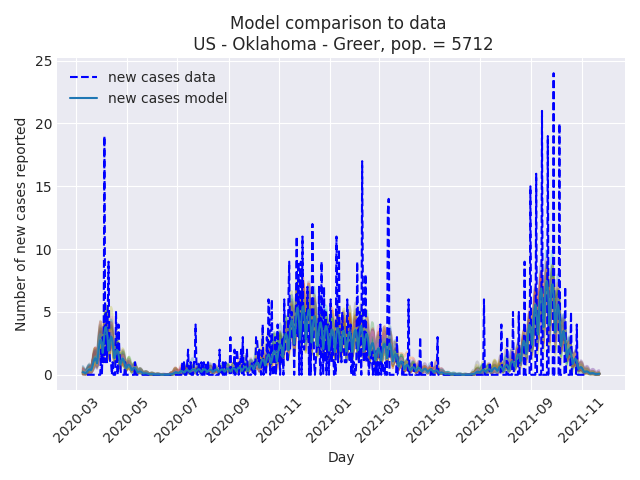 Model comparison to data
US - Oklahoma - Greer, pop. = 5712
new cases data
new cases model
Number of new cases reported
25
20
15
10
5
0
2020-03
2020-05
2020-07
2020-09
2020-11
2021-01
2021-03
2021-05
2021-07
2021-09
2021-11
Day